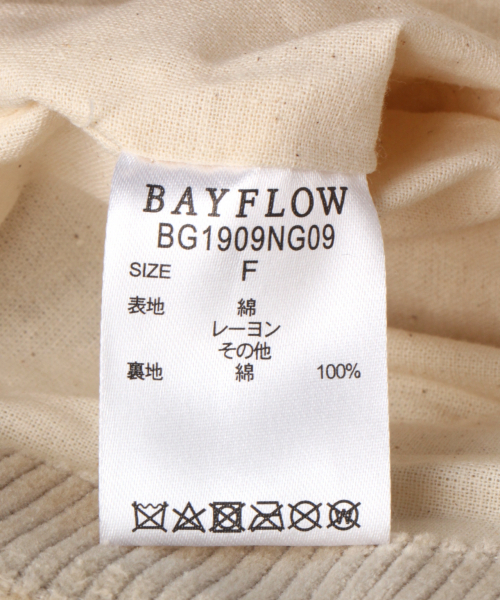 BAYFLOW
BG1909NG09
SIZE F
表地 綿
レーヨン
その他
裏地 綿 100%